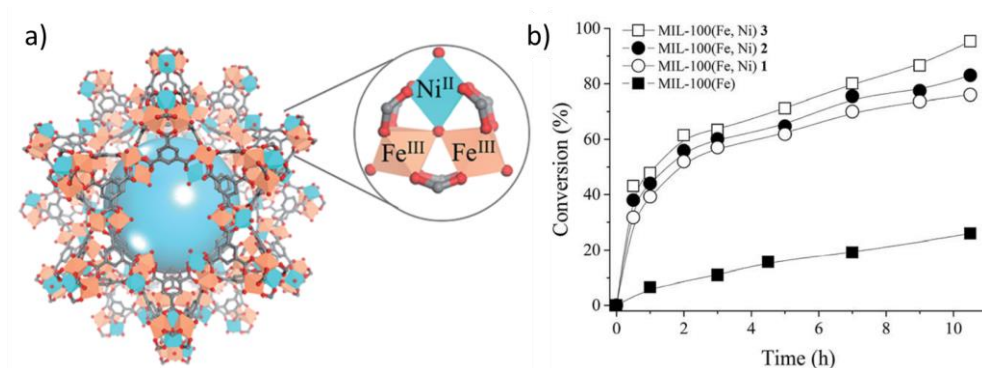 a)
Ni^II
Fe^III Fe^III
b)
MIL-100(Fe, Ni) 3
MIL-100(Fe, Ni) 2
MIL-100(Fe, Ni) 1
MIL-100(Fe)
Conversion (%)
100
80
60
40
20
0
0 2 4 6 8 10
Time (h)